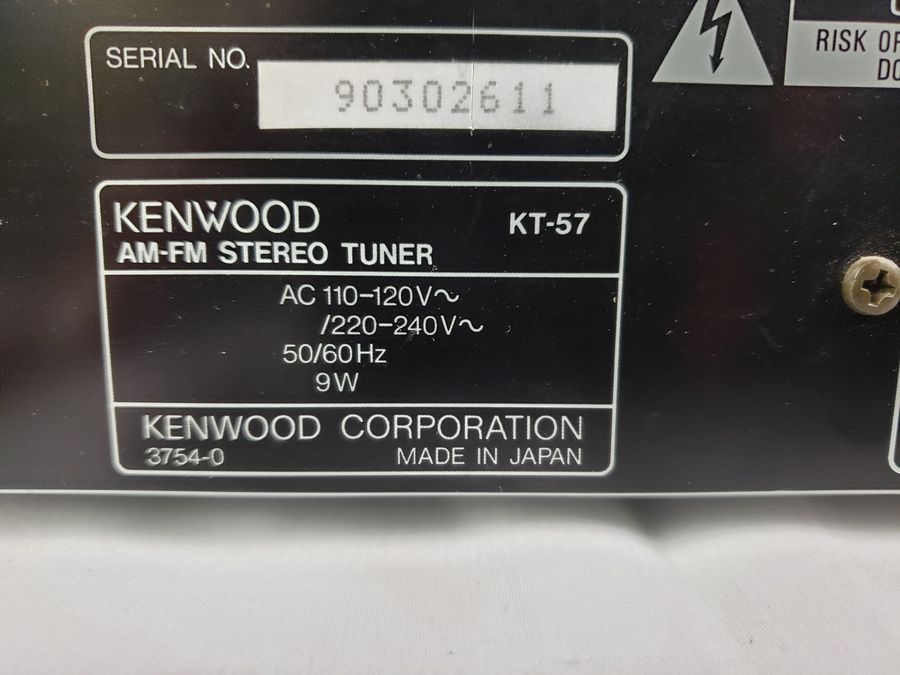 SERIAL NO.
90302611
RISK OF
KENWOOD
KT-57
AM-FM STEREO TUNER
AC 110-120V~
/220-240V~
50/60Hz
9W
KENWOOD CORPORATION
3754-0
MADE IN JAPAN